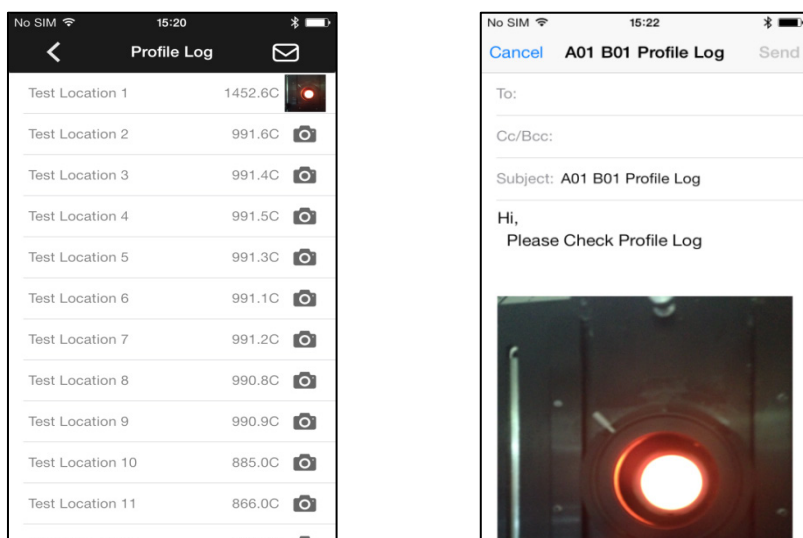 No SIM 15:20
Profile Log
Test Location 1 1452.6C
Test Location 2 991.6C
Test Location 3 991.4C
Test Location 4 991.5C
Test Location 5 991.3C
Test Location 6 991.1C
Test Location 7 991.2C
Test Location 8 990.8C
Test Location 9 990.9C
Test Location 10 885.0C
Test Location 11 866.0C
No SIM 15:22
Cancel A01 B01 Profile Log Send
To:
Cc/Bcc:
Subject: A01 B01 Profile Log
Hi,
Please Check Profile Log